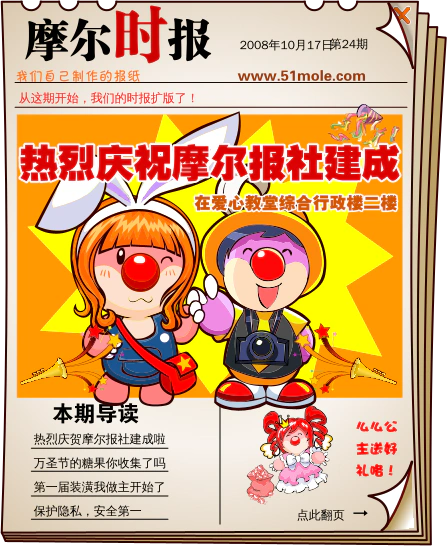 摩尔时报
2008年10月17日第24期
我们自己制作的报纸
www.51mole.com
从这期开始，我们的时报扩版了！
热烈庆祝摩尔报社建成
在爱心教堂综合行政楼二楼
本期导读
热烈庆贺摩尔报社建成啦
万圣节的糖果你收集了吗
第一届装潢我做主开始了
保护隐私，安全第一
么么公
主送好
礼咯！
点此翻页 →